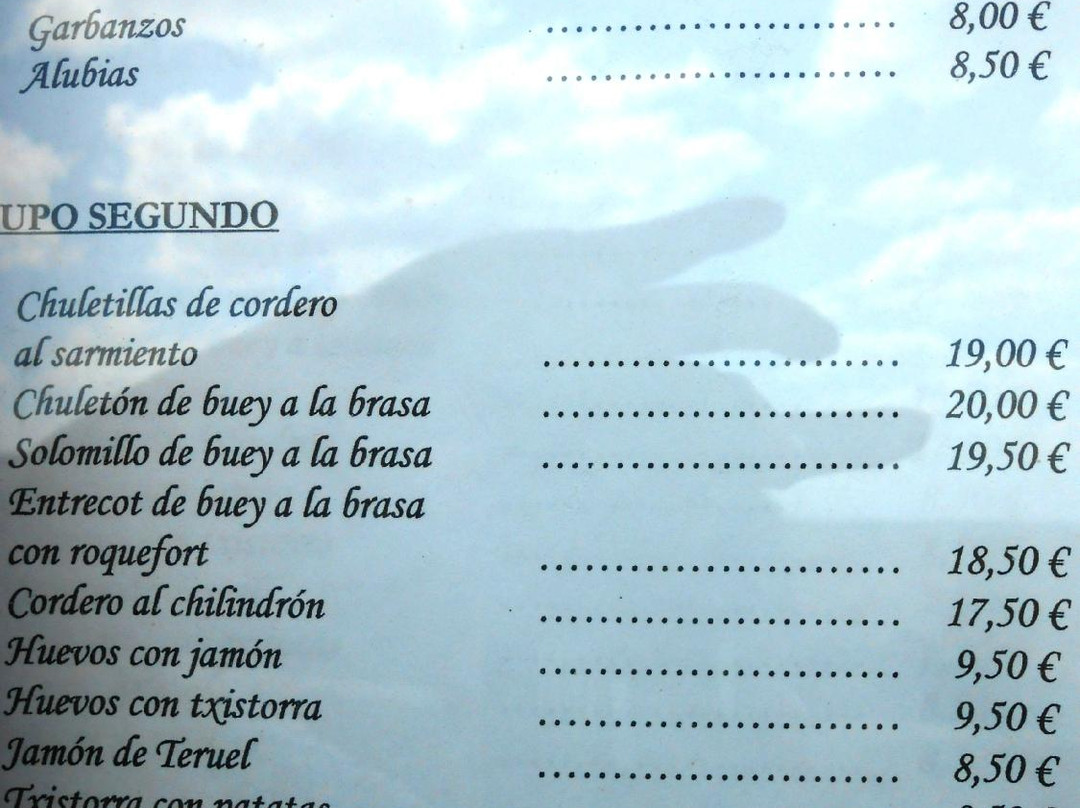 Garbanzos ........................ 8,00 €
Alubias ........................ 8,50 €
UPO SEGUNDO
Chuletillas de cordero
al sarmiento ........................ 19,00 €
Chuletón de buey a la brasa ........................ 20,00 €
Solomillo de buey a la brasa ........................ 19,50 €
Entrecot de buey a la brasa
con roquefort ........................ 18,50 €
Cordero al chilindrón ........................ 17,50 €
Huevos con jamón ........................ 9,50 €
Huevos con txistorra ........................ 9,50 €
Jamón de Teruel ........................ 8,50 €
Txistorra con patatas